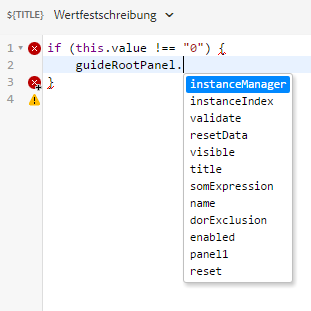 ${TITLE} Wertfestschreibung
1 if (this.value !== "0") {
2 guideRootPanel.
3 }
4
instanceManager
instanceIndex
validate
resetData
visible
title
somExpression
name
dorExclusion
enabled
panel1
reset